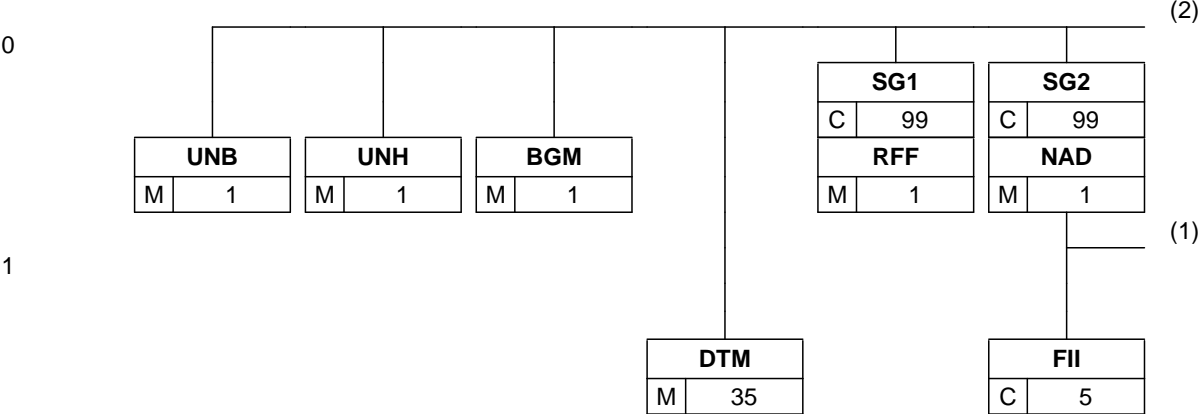 (2)
0
SG1 SG2
C 99 C 99
UNB UNH BGM RFF NAD
M 1 M 1 M 1 M 1 M 1
(1)
1
DTM FII
M 35 C 5